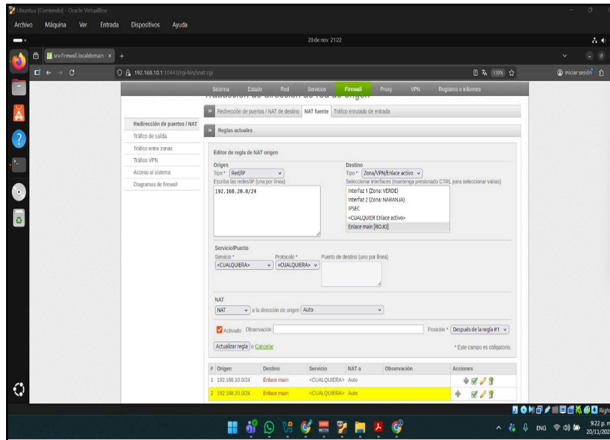 Ubuntu [Corriendo] - Oracle VirtualBox
Archivo Máquina Ver Entrada Dispositivos Ayuda
20 de nov 21:22
srv-firewall.localdomain
192.168.10.1:10443/cgi-bin/snat.cgi
Iniciar sesión
Sistema Estado Red Servicios Firewall Proxy VPN Registros e informes
Redirección de puertos / NAT de destino NAT fuente Tráfico enrutado de entrada
Redirección de puertos / NAT
Tráfico de salida
Tráfico entre zonas
Tráfico VPN
Acceso al sistema
Diagramas de firewall
Reglas actuales
Editor de regla de NAT origen
Origen Destino
Tipo * Red/IP Tipo * Zona/VPN/Enlace activo
Escriba las redes/IP (una por línea) Seleccionar interfaces (mantenga presionado CTRL para seleccionar varias)
192.168.20.0/24
Interfaz 1 (Zona: VERDE)
Interfaz 2 (Zona: NARANJA)
IPSEC
<CUALQUIER Enlace activo>
Enlace main [ROJO]
Servicio/Puerto
Servicio * Protocolo * Puerto de destino (uno por línea)
<CUALQUIERA> <CUALQUIERA>
NAT
NAT a la dirección de origen Auto
Activado Observación Posición * Después de la regla #1
Actualizar regla o Cancelar * Este campo es obligatorio.
# Origen Destino Servicio NAT a Observación Acciones
1 192.168.10.0/24 Enlace main <CUALQUIERA> Auto
2 192.168.20.0/24 Enlace main <CUALQUIERA> Auto
ENG 9:22 p.m.